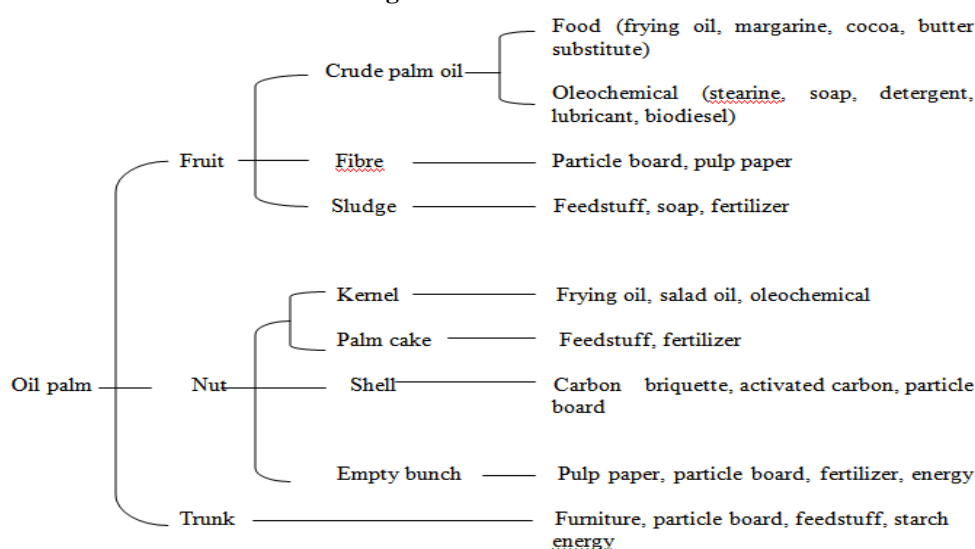 Food (frying oil, margarine, cocoa, butter
substitute)
Crude palm oil
Oleochemical (stearine, soap, detergent,
lubricant, biodiesel)
Fruit
Fibre
Particle board, pulp paper
Sludge
Feedstuff, soap, fertilizer
Kernel
Frying oil, salad oil, oleochemical
Palm cake
Feedstuff, fertilizer
Oil palm
Nut
Shell
Carbon briquette, activated carbon, particle
board
Empty bunch
Pulp paper, particle board, fertilizer, energy
Trunk
Furniture, particle board, feedstuff, starch
energy